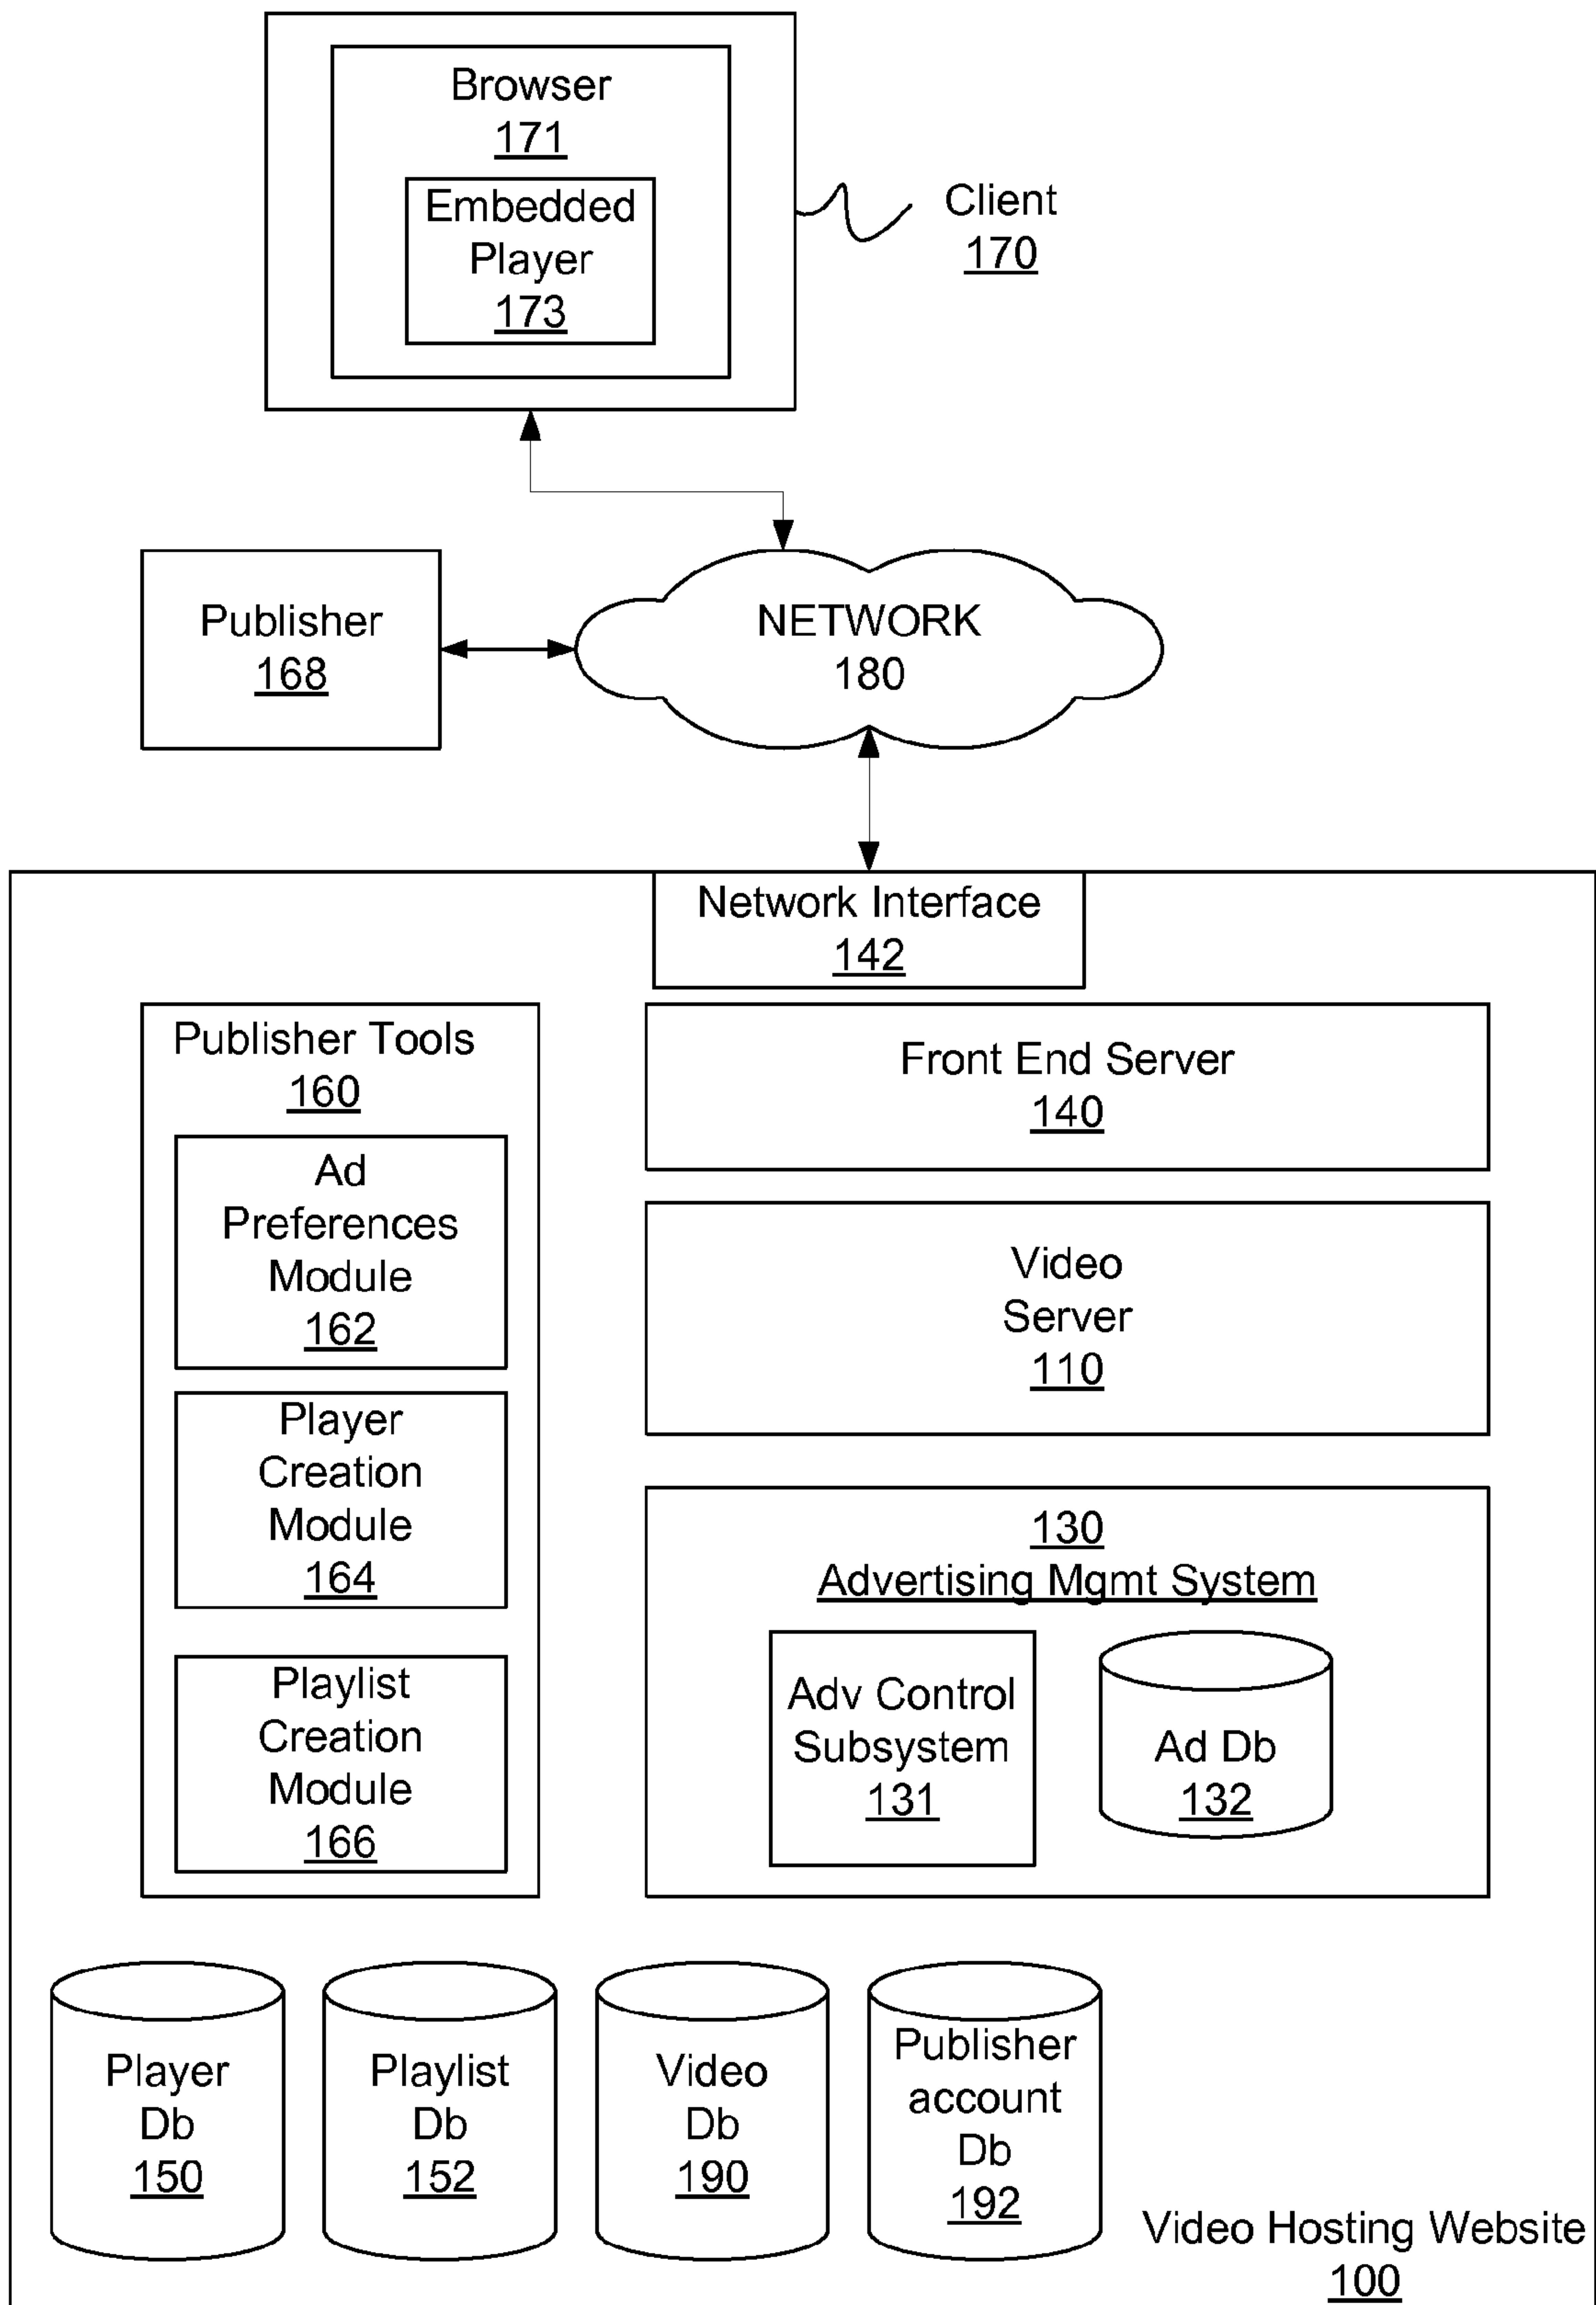 Browser
171
Embedded
Player
173
Client
170
Publisher
168
NETWORK
180
Network Interface
142
Publisher Tools
160
Ad
Preferences
Module
162
Player
Creation
Module
164
Playlist
Creation
Module
166
Front End Server
140
Video
Server
110
130
Advertising Mgmt System
Adv Control
Subsystem
131
Ad Db
132
Player
Db
150
Playlist
Db
152
Video
Db
190
Publisher
account
Db
192
Video Hosting Website
100